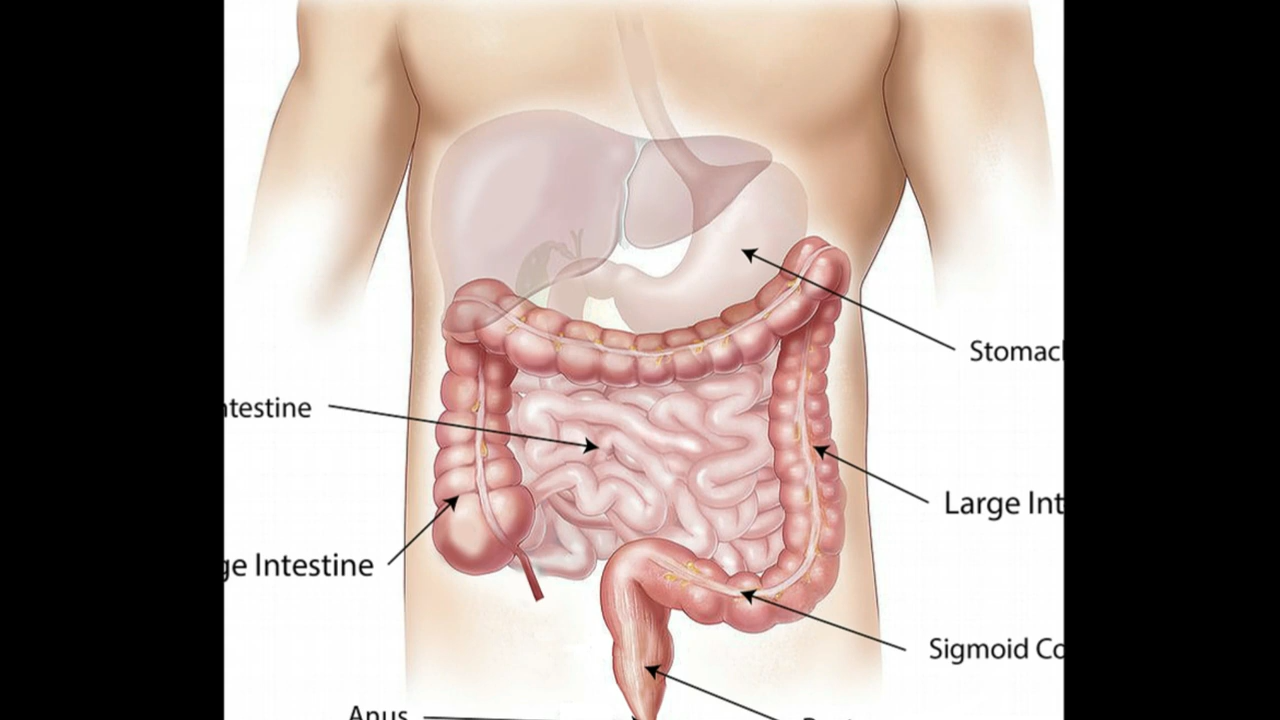 Stomac
ntestine
Large Int
ge Intestine
Sigmoid Co
Anus